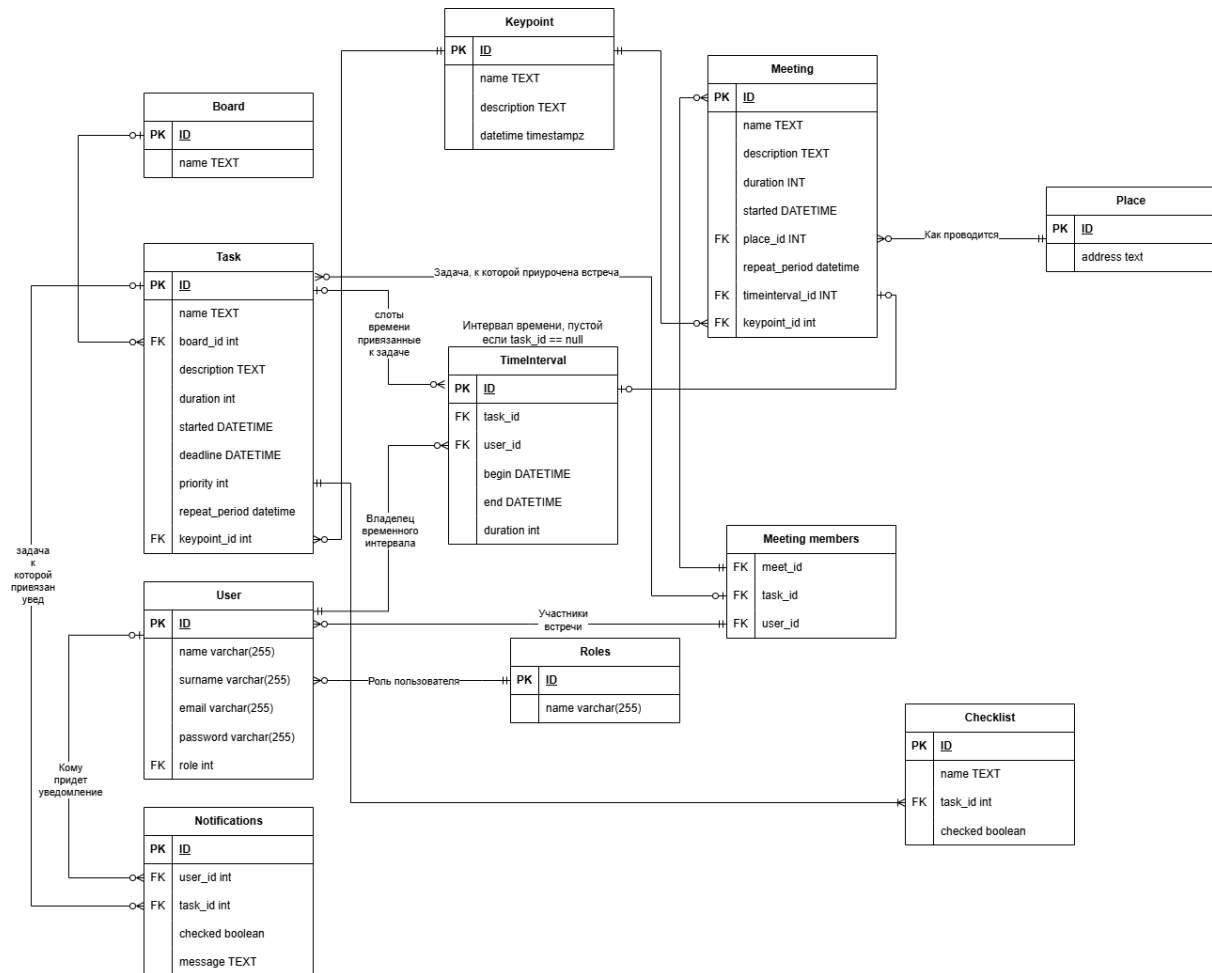 Keypoint
PK ID
name TEXT
description TEXT
datetime timestampz
Meeting
PK ID
name TEXT
description TEXT
duration INT
started DATETIME
FK place_id INT
repeat_period datetime
FK timeinterval_id INT
FK keypoint_id int
Board
PK ID
name TEXT
Place
PK ID
address text
Как проводится
Task
PK ID
name TEXT
FK board_id int
description TEXT
duration int
started DATETIME
deadline DATETIME
priority int
repeat_period datetime
FK keypoint_id int
Задача, к которой приурочена встреча
слоты
времени
привязанные
к задаче
Интервал времени, пустой
если task_id == null
TimeInterval
PK ID
FK task_id
FK user_id
begin DATETIME
end DATETIME
duration int
Владелец
временного
интервала
задача
к
которой
привязан
увед
Meeting members
FK meet_id
FK task_id
FK user_id
User
PK ID
name varchar(255)
surname varchar(255)
email varchar(255)
password varchar(255)
FK role int
Участники
встречи
Роль пользователя
Roles
PK ID
name varchar(255)
Checklist
PK ID
name TEXT
FK task_id int
checked boolean
Кому
придет
уведомление
Notifications
PK ID
FK user_id int
FK task_id int
checked boolean
message TEXT